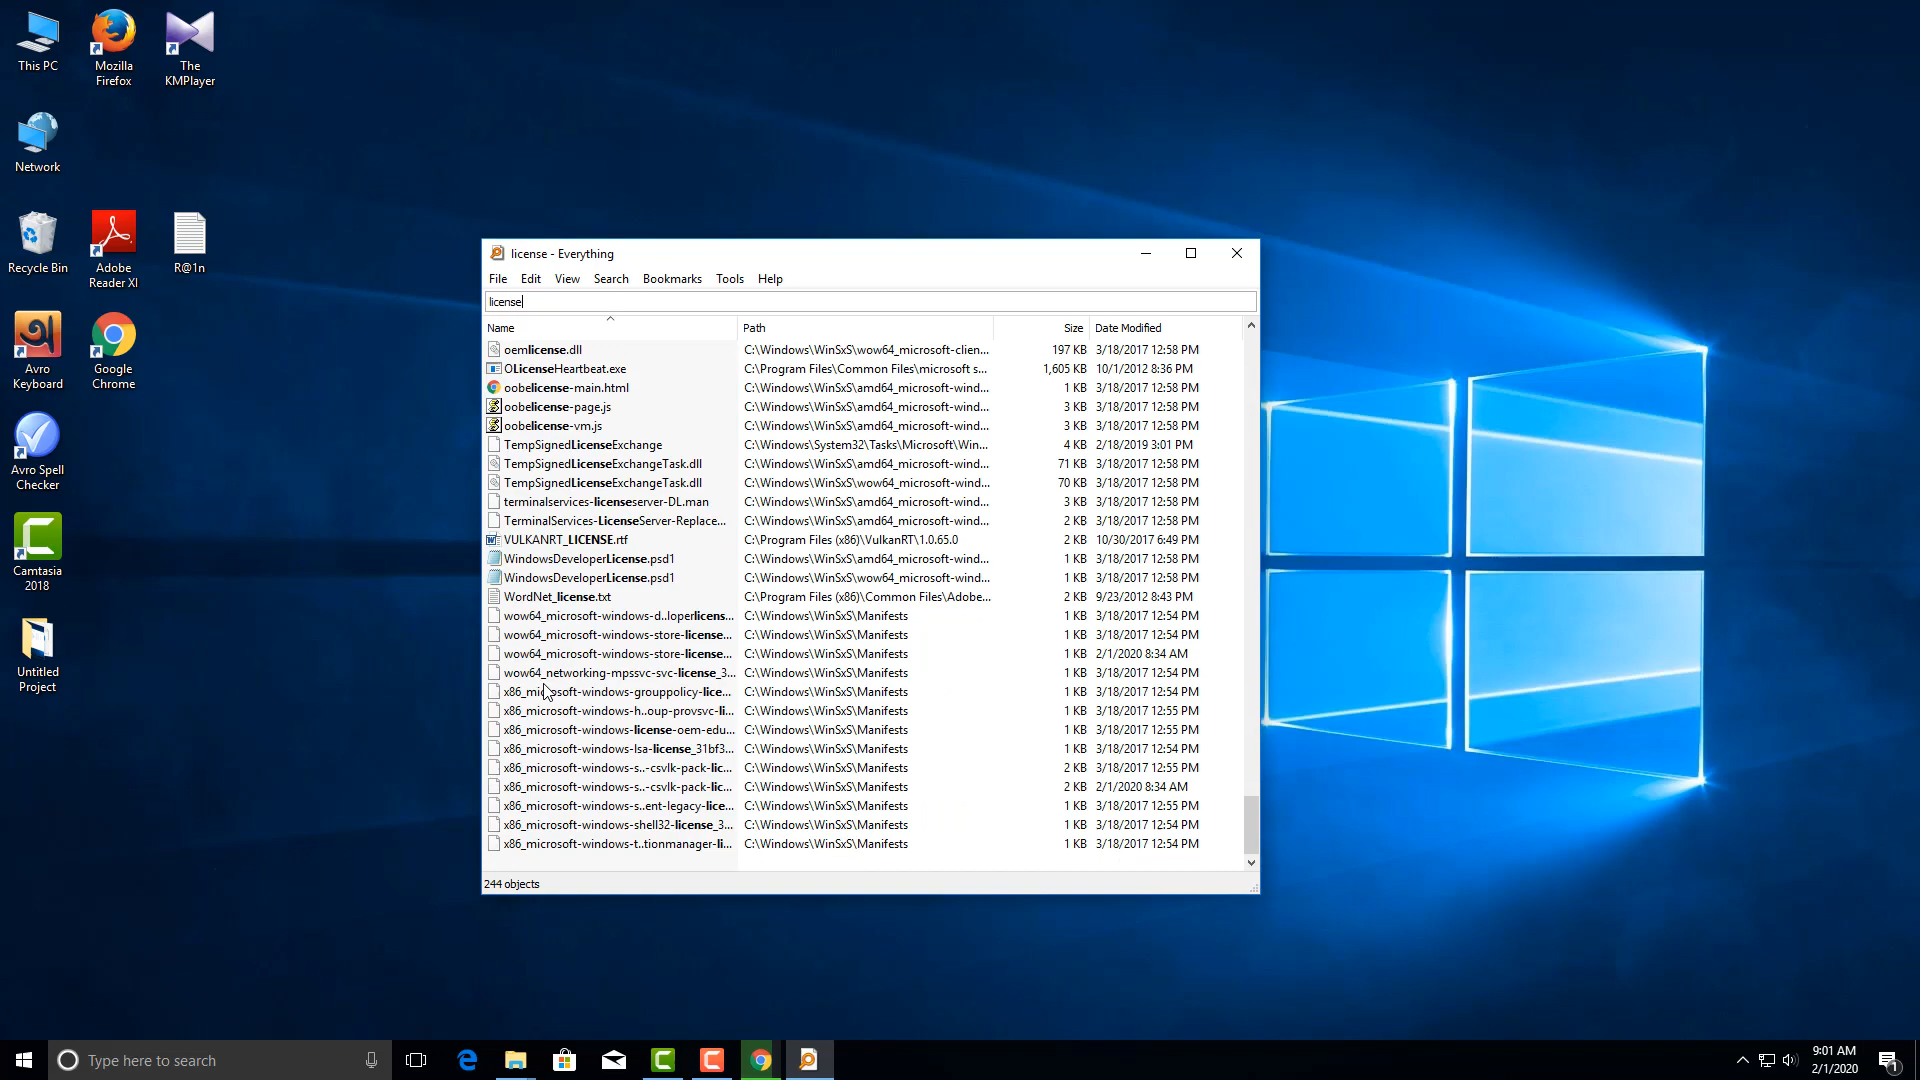 This PC
Mozilla
Firefox
The
KMPlayer
Network
Recycle Bin
Adobe
Reader XI
R@1n
Avro
Keyboard
Google
Chrome
Avro Spell
Checker
Camtasia
2018
Untitled
Project
license - Everything
File Edit View Search Bookmarks Tools Help
license
Name Path Size Date Modified
oemlicense.dll C:\Windows\WinSxS\wow64_microsoft-clien... 197 KB 3/18/2017 12:58 PM
OLicenseHeartbeat.exe C:\Program Files\Common Files\microsoft s... 1,605 KB 10/1/2012 8:36 PM
oobelicense-main.html C:\Windows\WinSxS\amd64_microsoft-wind... 1 KB 3/18/2017 12:58 PM
oobelicense-page.js C:\Windows\WinSxS\amd64_microsoft-wind... 3 KB 3/18/2017 12:58 PM
oobelicense-vm.js C:\Windows\WinSxS\amd64_microsoft-wind... 3 KB 3/18/2017 12:58 PM
TempSignedLicenseExchange C:\Windows\System32\Tasks\Microsoft\Win... 4 KB 2/18/2019 3:01 PM
TempSignedLicenseExchangeTask.dll C:\Windows\WinSxS\amd64_microsoft-wind... 71 KB 3/18/2017 12:58 PM
TempSignedLicenseExchangeTask.dll C:\Windows\WinSxS\wow64_microsoft-wind... 70 KB 3/18/2017 12:58 PM
terminalservices-licenseserver-DL.man C:\Windows\WinSxS\amd64_microsoft-wind... 3 KB 3/18/2017 12:58 PM
TerminalServices-LicenseServer-Replace... C:\Windows\WinSxS\amd64_microsoft-wind... 2 KB 3/18/2017 12:58 PM
VULKANRT_LICENSE.rtf C:\Program Files (x86)\VulkanRT\1.0.65.0 2 KB 10/30/2017 6:49 PM
WindowsDeveloperLicense.psd1 C:\Windows\WinSxS\amd64_microsoft-wind... 1 KB 3/18/2017 12:58 PM
WindowsDeveloperLicense.psd1 C:\Windows\WinSxS\wow64_microsoft-wind... 1 KB 3/18/2017 12:58 PM
WordNet_license.txt C:\Program Files (x86)\Common Files\Adobe... 2 KB 9/23/2012 8:43 PM
wow64_microsoft-windows-d..loperlicens... C:\Windows\WinSxS\Manifests 1 KB 3/18/2017 12:54 PM
wow64_microsoft-windows-store-license... C:\Windows\WinSxS\Manifests 1 KB 3/18/2017 12:54 PM
wow64_microsoft-windows-store-license... C:\Windows\WinSxS\Manifests 1 KB 2/1/2020 8:34 AM
wow64_networking-mpssvc-svc-license_3... C:\Windows\WinSxS\Manifests 1 KB 3/18/2017 12:54 PM
x86_microsoft-windows-grouppolicy-lice... C:\Windows\WinSxS\Manifests 1 KB 3/18/2017 12:54 PM
x86_microsoft-windows-h..oup-provsvc-li... C:\Windows\WinSxS\Manifests 1 KB 3/18/2017 12:55 PM
x86_microsoft-windows-license-oem-edu... C:\Windows\WinSxS\Manifests 1 KB 3/18/2017 12:55 PM
x86_microsoft-windows-lsa-license_31bf3... C:\Windows\WinSxS\Manifests 1 KB 3/18/2017 12:54 PM
x86_microsoft-windows-s..-csvlk-pack-lic... C:\Windows\WinSxS\Manifests 2 KB 3/18/2017 12:55 PM
x86_microsoft-windows-s..-csvlk-pack-lic... C:\Windows\WinSxS\Manifests 2 KB 2/1/2020 8:34 AM
x86_microsoft-windows-s..ent-legacy-lice... C:\Windows\WinSxS\Manifests 1 KB 3/18/2017 12:55 PM
x86_microsoft-windows-shell32-license_3... C:\Windows\WinSxS\Manifests 1 KB 3/18/2017 12:54 PM
x86_microsoft-windows-t..tionmanager-li... C:\Windows\WinSxS\Manifests 1 KB 3/18/2017 12:54 PM
244 objects
Type here to search
9:01 AM
2/1/2020
1